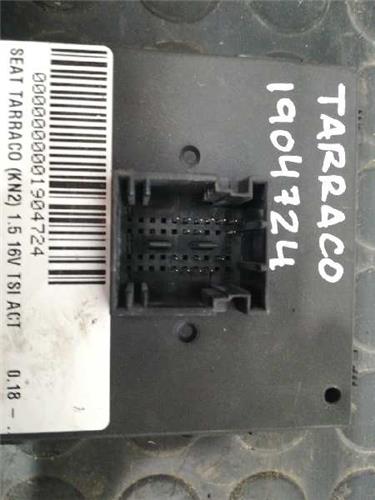 TARRACO
1904724
0000000001904724
SEAT TARRACO (KN2) 1.5 16V TSI ACT 0.18 - .